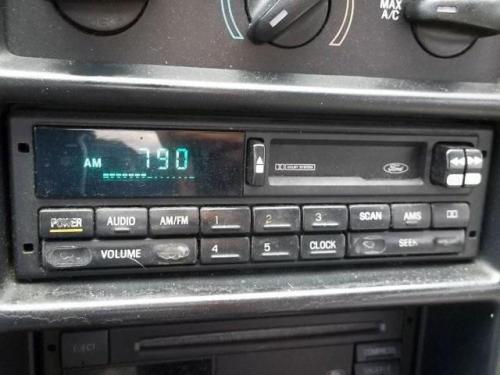 MAX
A/C
AM 790
DOLBY SYSTEM
Ford
POWER AUDIO AM/FM 1 2 3 SCAN AMS
VOLUME 4 5 CLOCK SEEK
EJECT